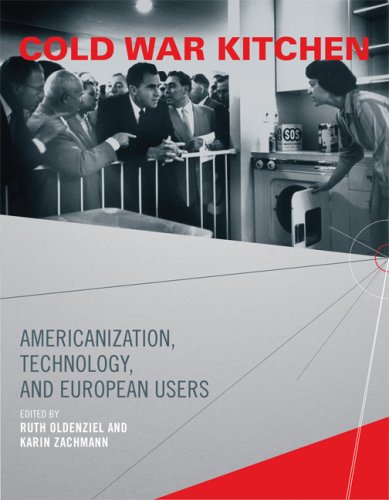 COLD WAR KITCHEN
SOS
AMERICANIZATION,
TECHNOLOGY,
AND EUROPEAN USERS
EDITED BY
RUTH OLDENZIEL AND
KARIN ZACHMANN